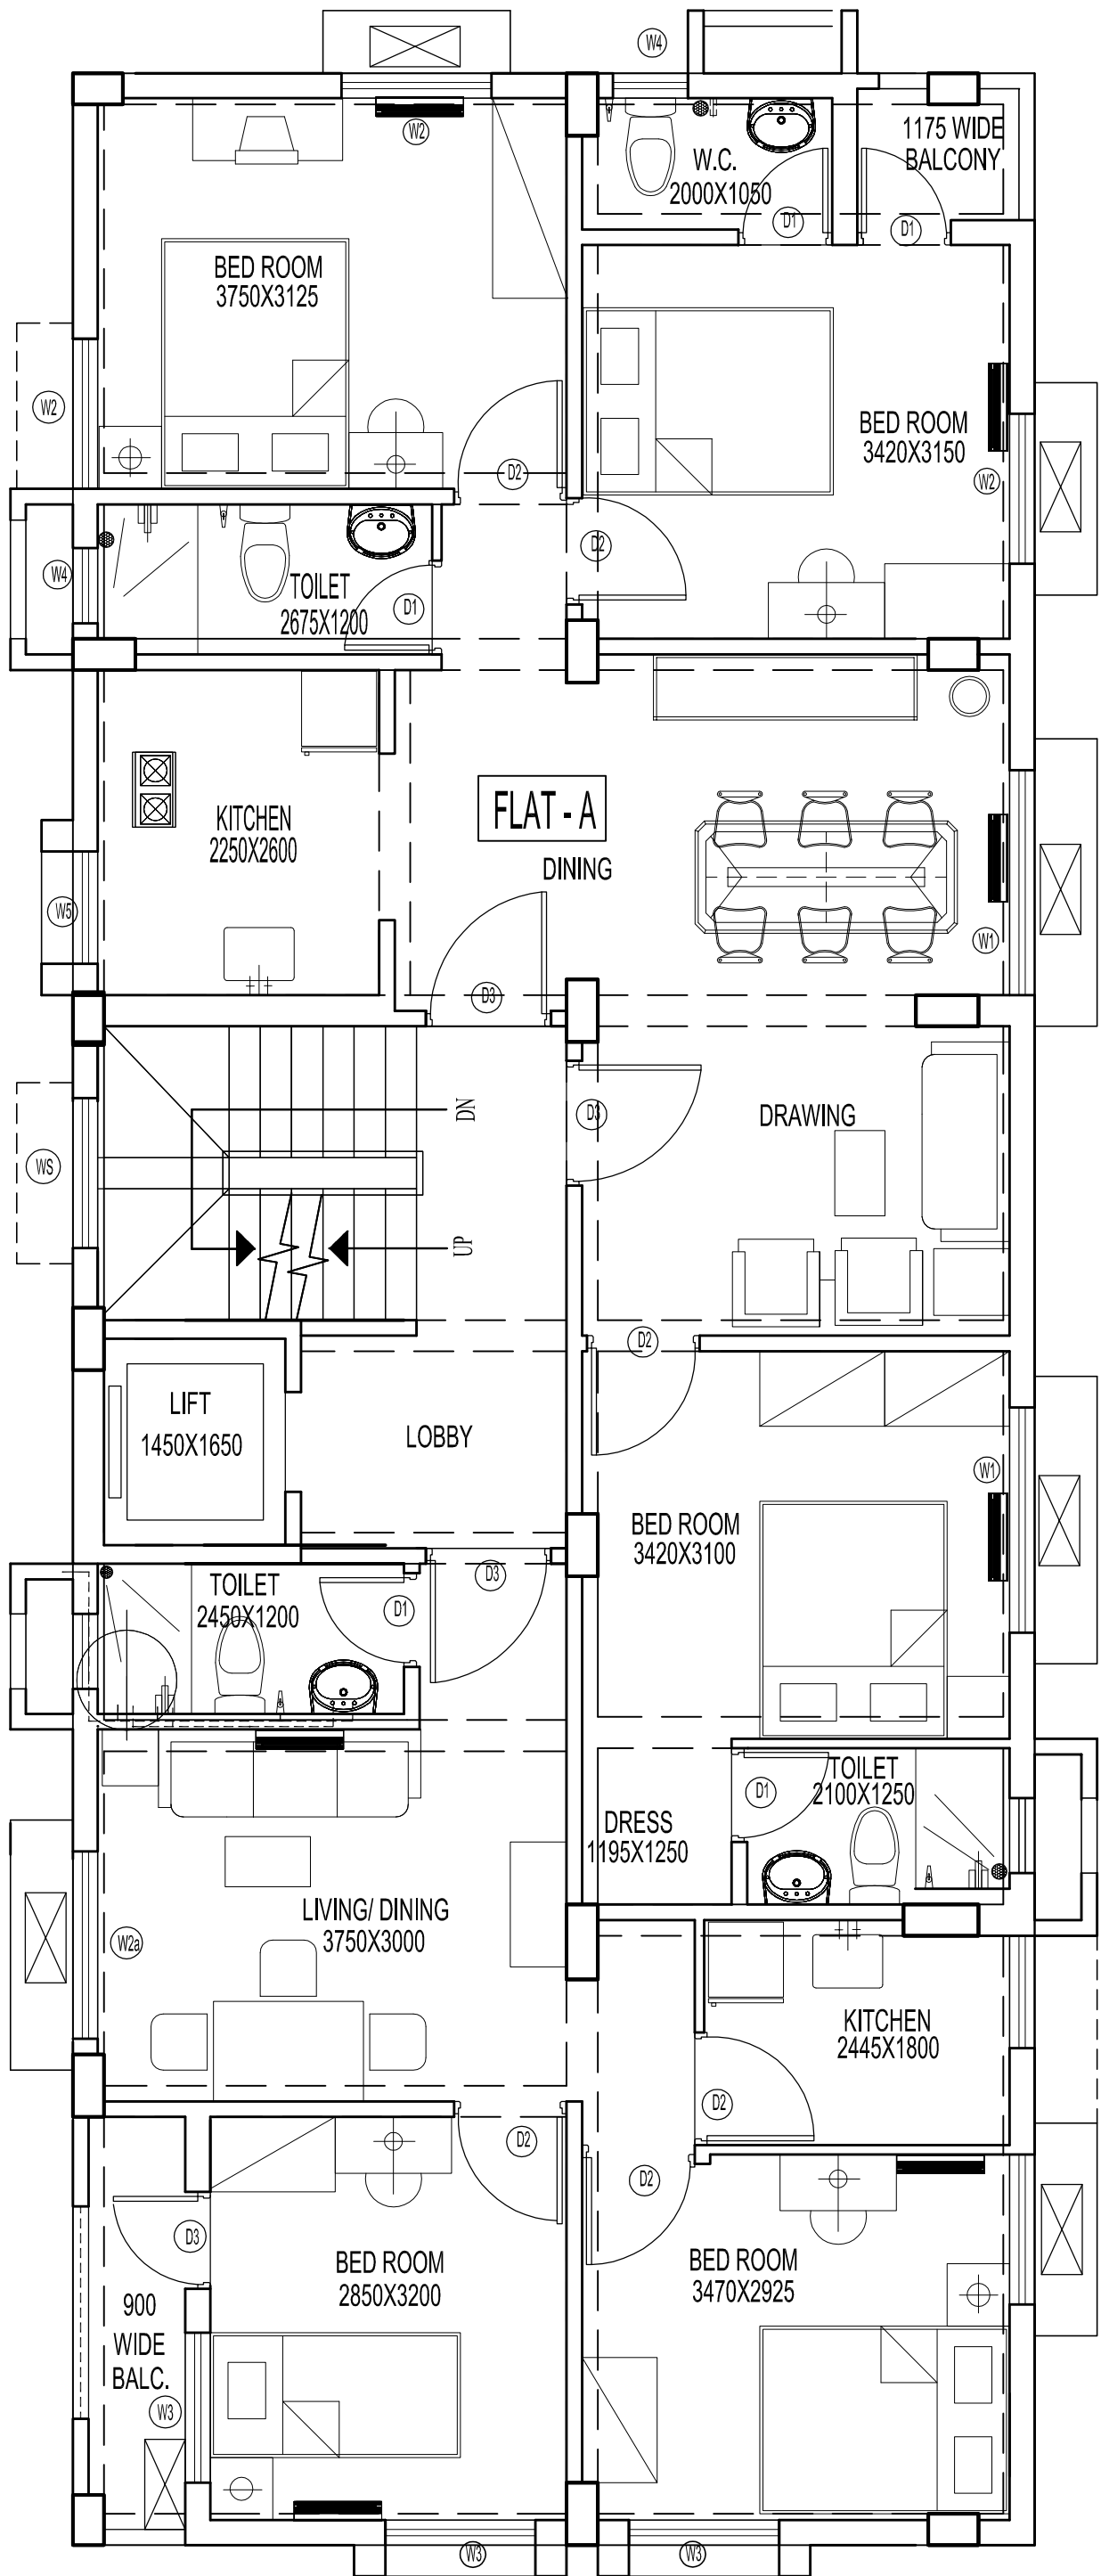 W4
W2
1175 WIDE
BALCONY
W.C.
2000X1050
D1
D1
BED ROOM
3750X3125
W2
BED ROOM
3420X3150
D2
W2
D2
W4
TOILET
2675X1200
D1
KITCHEN
2250X2600
FLAT - A
DINING
W5
W1
D3
DN
D3
DRAWING
WS
UP
D2
LIFT
1450X1650
LOBBY
W1
BED ROOM
3420X3100
D3
TOILET
2450X1200
D1
TOILET
2100X1250
D1
DRESS
1195X1250
LIVING/ DINING
3750X3000
W2a
KITCHEN
2445X1800
D2
D2
D2
D3
BED ROOM
2850X3200
BED ROOM
3470X2925
900
WIDE
BALC.
W3
W3
W3